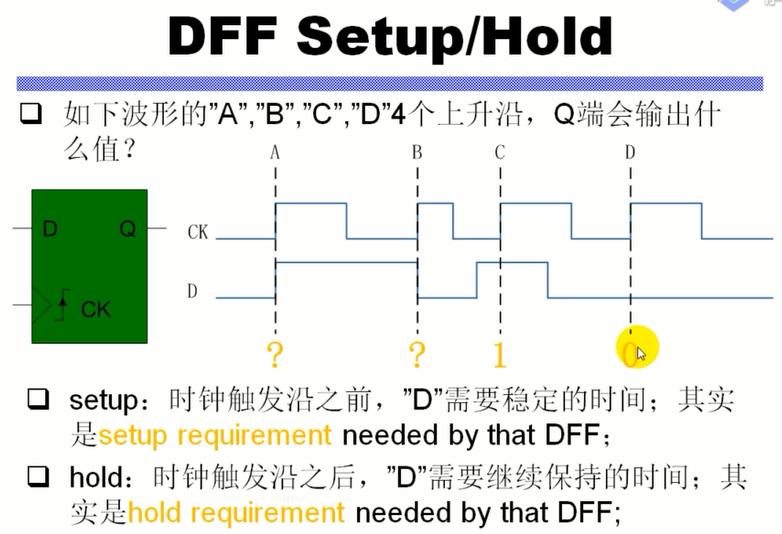 DFF Setup/Hold
如下波形的"A","B","C","D"4个上升沿，Q端会输出什
么值？
A B C D
D Q
CK
CK
D
? ? 1 0
setup：时钟触发沿之前，"D"需要稳定的时间；其实
是setup requirement needed by that DFF；
hold：时钟触发沿之后，"D"需要继续保持的时间；其
实是hold requirement needed by that DFF;